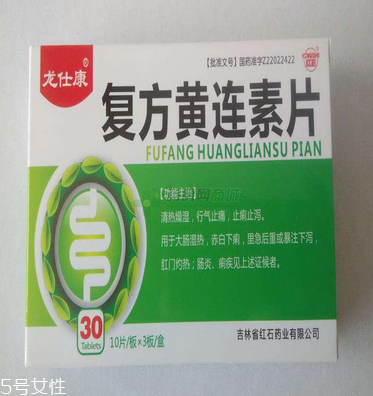 【批准文号】国药准字Z22022422
龙仕康®
复方黄连素片
FUFANG HUANGLIANSU PIAN
【功能主治】
清热燥湿，行气止痛，止痢止泻。
用于大肠湿热，赤白下痢，里急后重或暴注下泻，
肛门灼热；肠炎、痢疾见上述证候者。
30
Tablets
10片/板×3板/盒
吉林省红石药业有限公司
5号女性